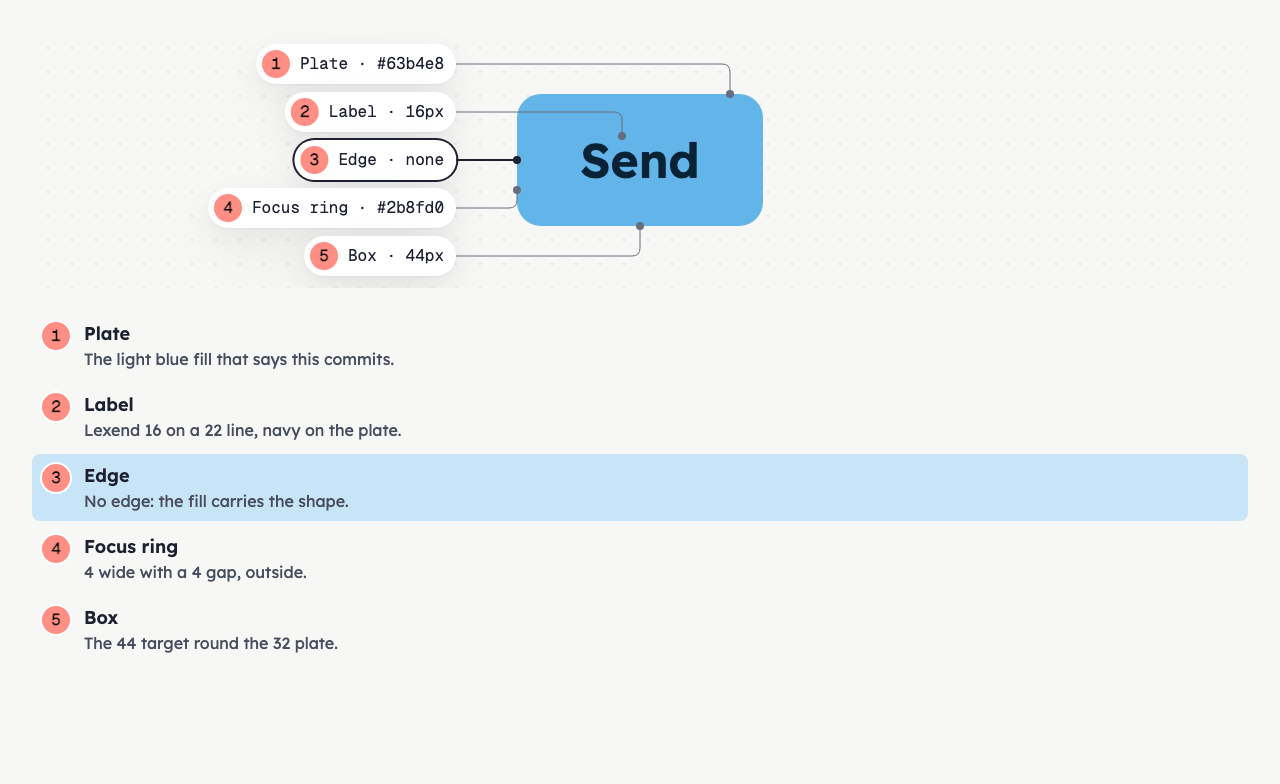 1 Plate · #63b4e8
2 Label · 16px
3 Edge · none
4 Focus ring · #2b8fd0
5 Box · 44px
Send
1 Plate
The light blue fill that says this commits.
2 Label
Lexend 16 on a 22 line, navy on the plate.
3 Edge
No edge: the fill carries the shape.
4 Focus ring
4 wide with a 4 gap, outside.
5 Box
The 44 target round the 32 plate.